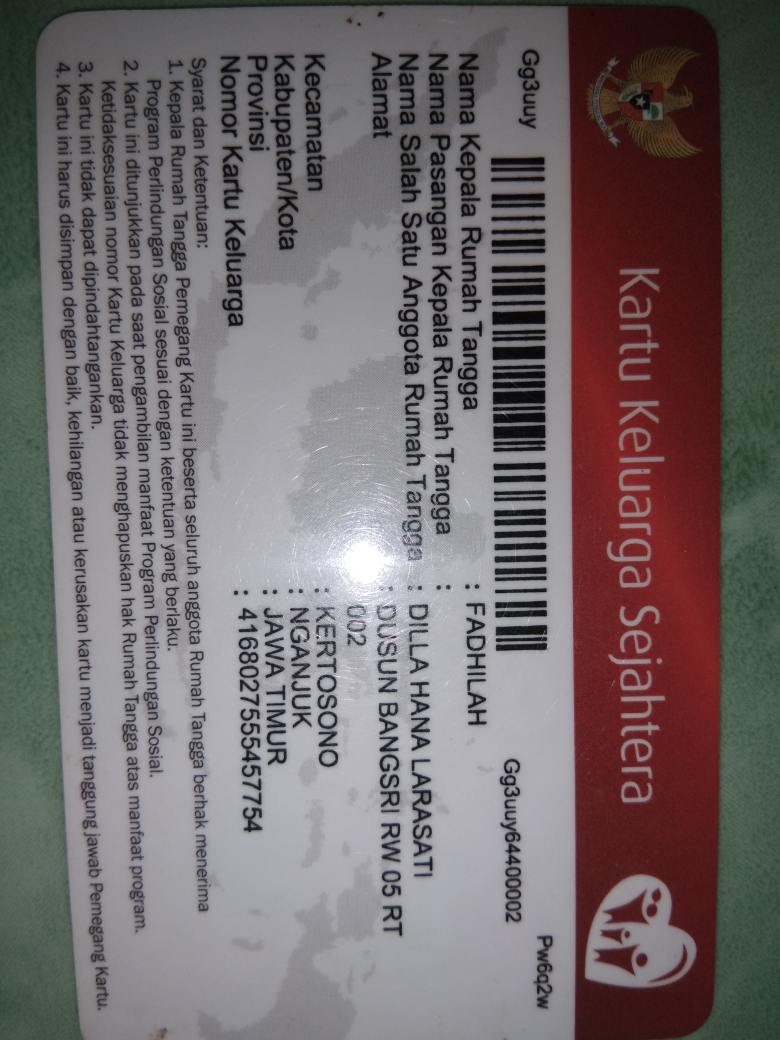 Kartu Keluarga Sejahtera
Pw6q2w
Gg3uuy
Gg3uuy64400002
Nama Kepala Rumah Tangga : FADHILAH
Nama Pasangan Kepala Rumah Tangga :
Nama Salah Satu Anggota Rumah Tangga : DILLA HANA LARASATI
Alamat : DUSUN BANGSRI RW 05 RT
002
Kecamatan : KERTOSONO
Kabupaten/Kota : NGANJUK
Provinsi : JAWA TIMUR
Nomor Kartu Keluarga : 4168027555457754
Syarat dan Ketentuan:
1. Kepala Rumah Tangga Pemegang Kartu ini beserta seluruh anggota Rumah Tangga berhak menerima
Program Perlindungan Sosial sesuai dengan ketentuan yang berlaku.
2. Kartu ini ditunjukkan pada saat pengambilan manfaat Program Perlindungan Sosial.
Ketidaksesuaian nomor Kartu Keluarga tidak menghapuskan hak Rumah Tangga atas manfaat program.
3. Kartu ini tidak dapat dipindahtangankan.
4. Kartu ini harus disimpan dengan baik, kehilangan atau kerusakan kartu menjadi tanggung jawab Pemegang Kartu.